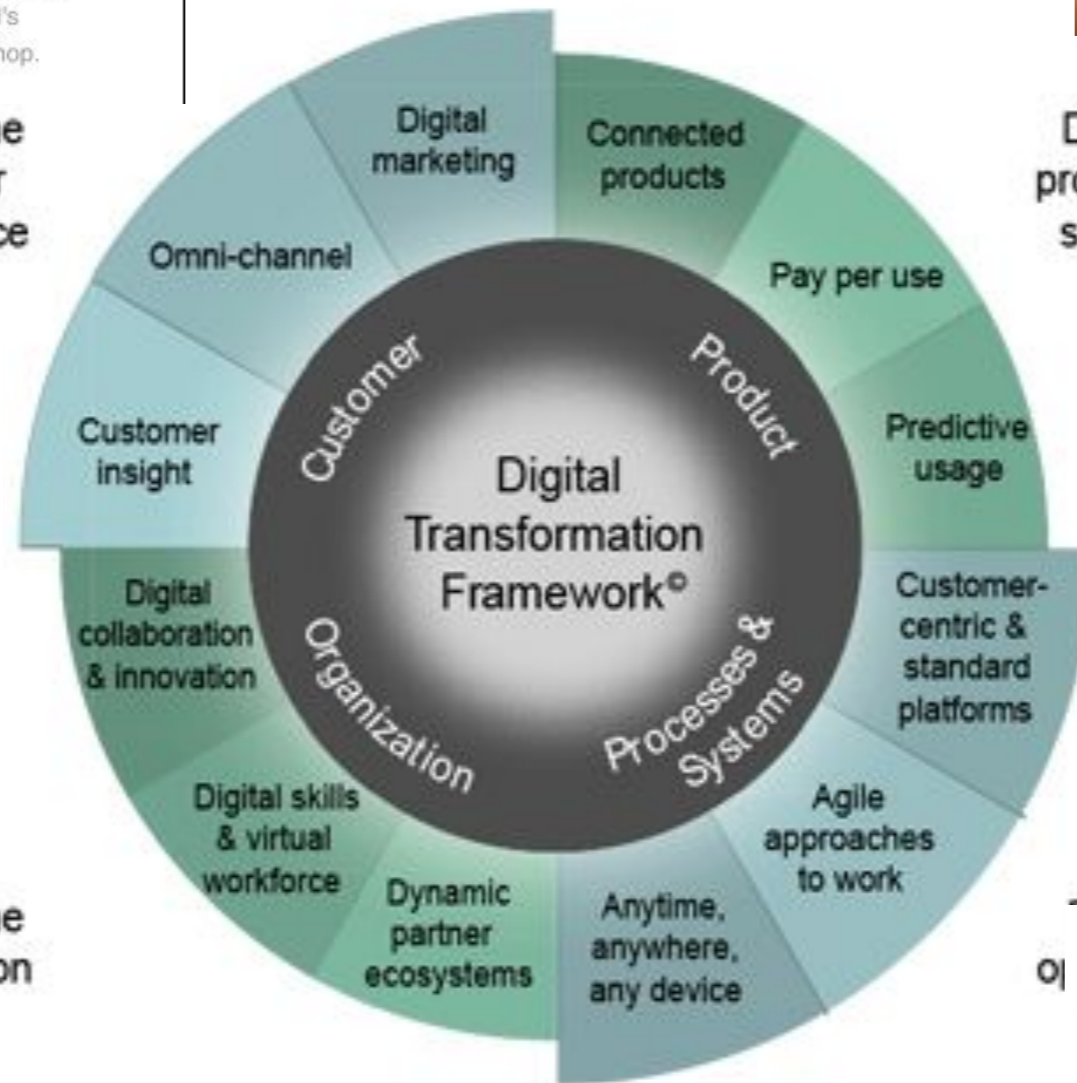 Digital
marketing
Connected
products
Omni-channel
Pay per use
Customer
insight
Predictive
usage
Customer
Product
Digital
Transformation
Framework©
Organization
Processes &
Systems
Digital
collaboration
& innovation
Customer-
centric &
standard
platforms
Digital skills
& virtual
workforce
Agile
approaches
to work
Dynamic
partner
ecosystems
Anytime,
anywhere,
any device